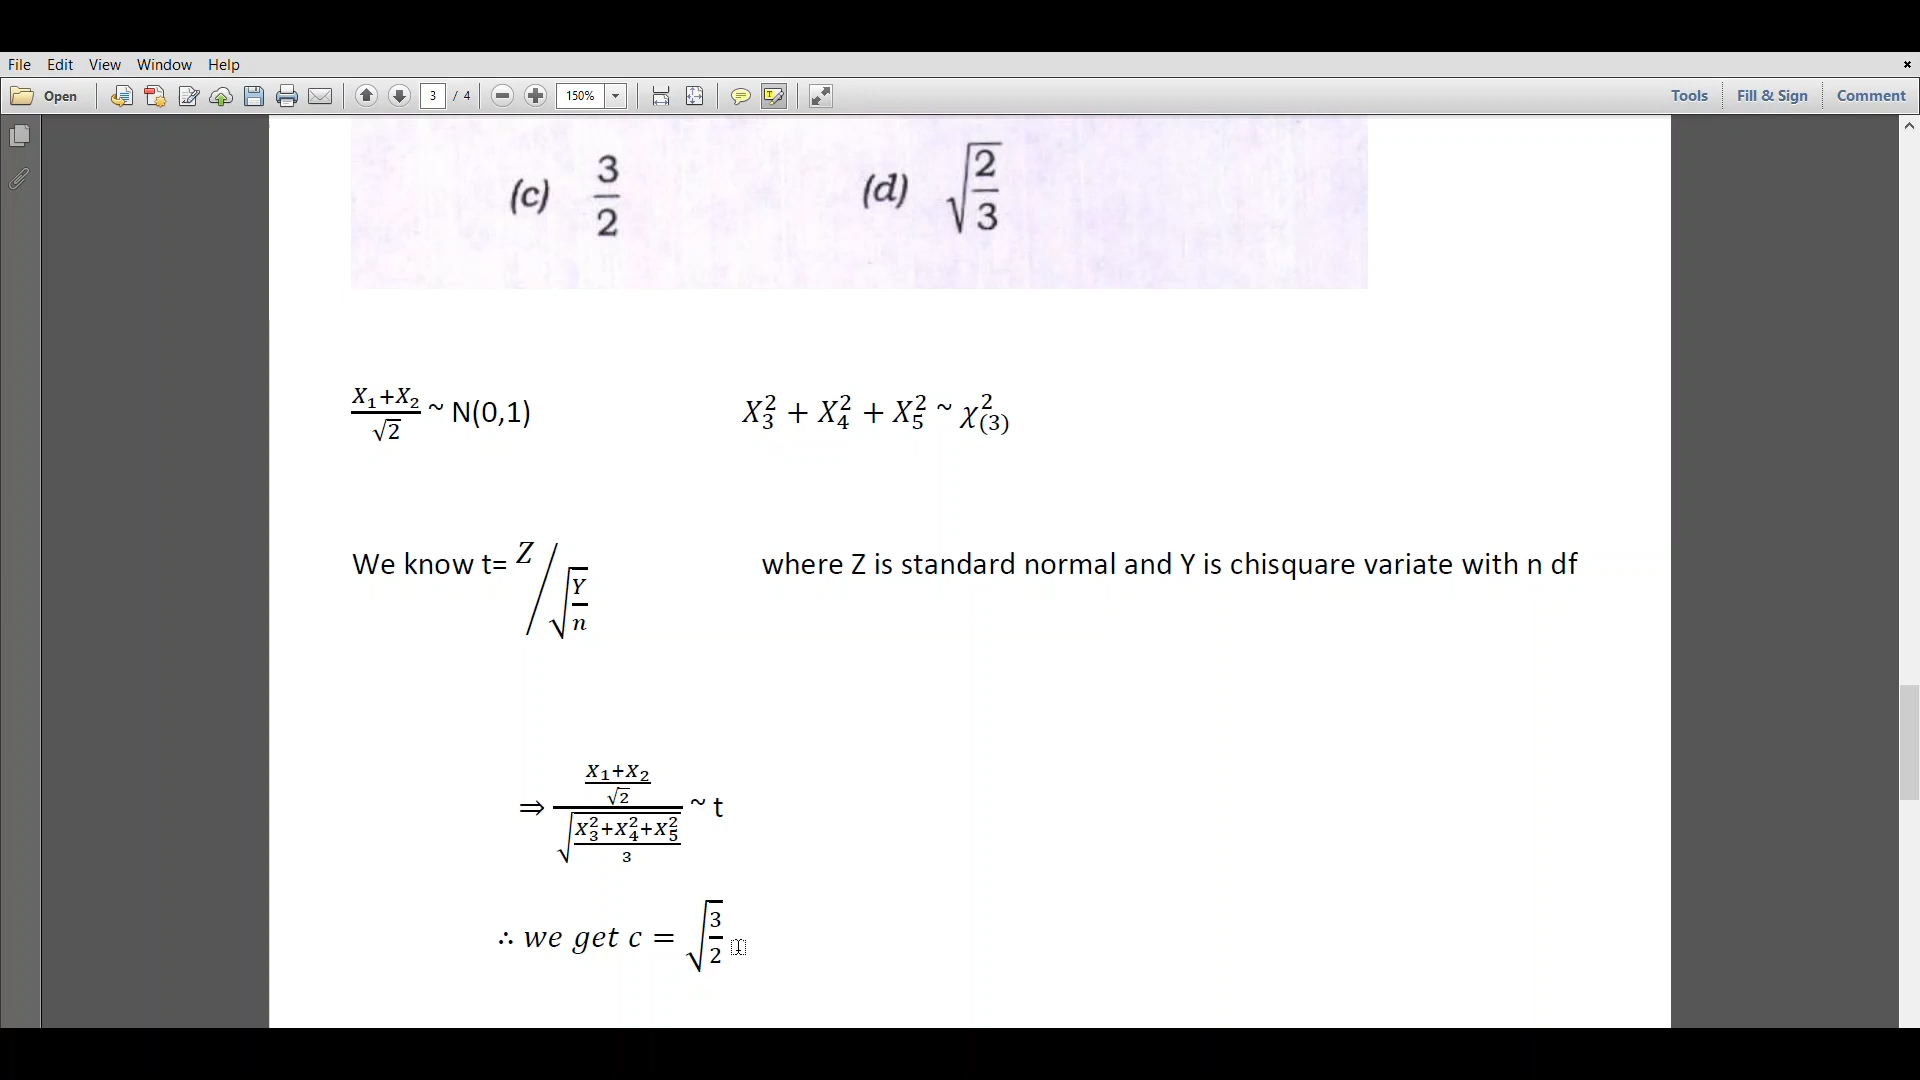 File Edit View Window Help ×
Open 3 / 4 150% Tools Fill & Sign Comment
(c) 3/2 (d) √(2/3)
(X₁+X₂)/√2 ~ N(0,1) X₃² + X₄² + X₅² ~ χ²₍₃₎
We know t= Z/√(Y/n) where Z is standard normal and Y is chisquare variate with n df
⇒ ((X₁+X₂)/√2)/√((X₃²+X₄²+X₅²)/3) ~ t
∴ we get c = √(3/2)